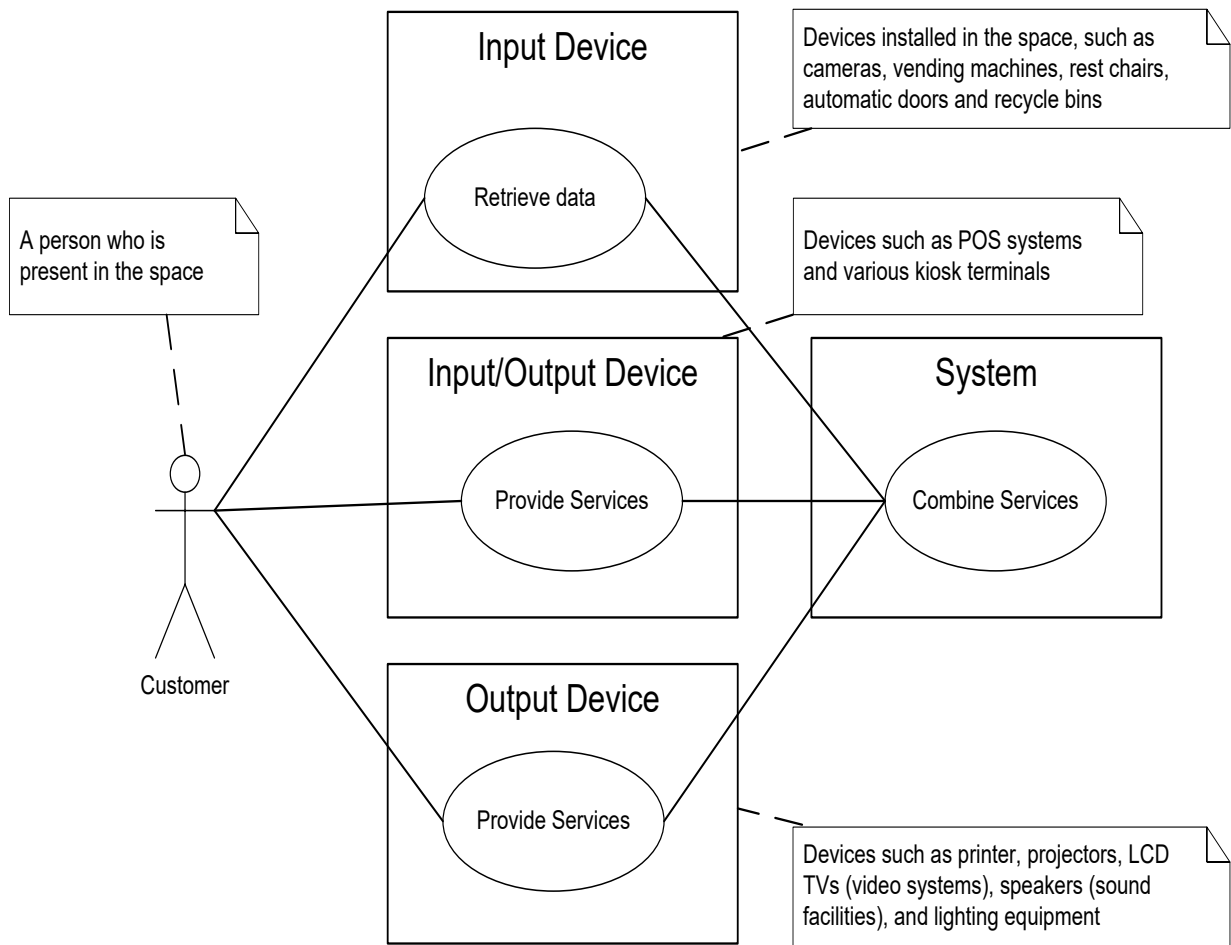 Input Device
Devices installed in the space, such as
cameras, vending machines, rest chairs,
automatic doors and recycle bins
Retrieve data
A person who is
present in the space
Devices such as POS systems
and various kiosk terminals
Input/Output Device
System
Provide Services
Combine Services
Customer
Output Device
Provide Services
Devices such as printer, projectors, LCD
TVs (video systems), speakers (sound
facilities), and lighting equipment